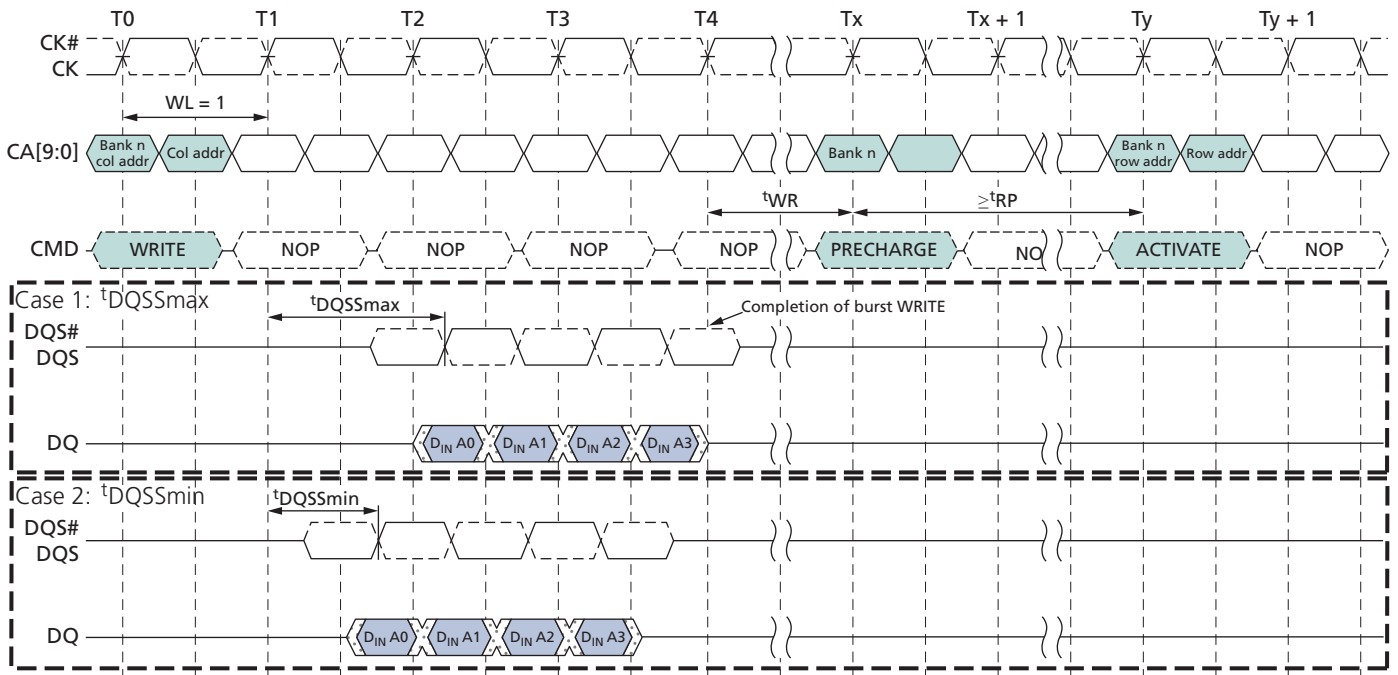 T0 T1 T2 T3 T4 Tx Tx + 1 Ty Ty + 1
CK#
CK
WL = 1
CA[9:0] Bank n col addr Col addr Bank n Bank n row addr Row addr
tWR ≥tRP
CMD WRITE NOP NOP NOP NOP PRECHARGE NO ACTIVATE NOP
Case 1: tDQSSmax
tDQSSmax
Completion of burst WRITE
DQS#
DQS
DQ DIN A0 DIN A1 DIN A2 DIN A3
Case 2: tDQSSmin
tDQSSmin
DQS#
DQS
DQ DIN A0 DIN A1 DIN A2 DIN A3